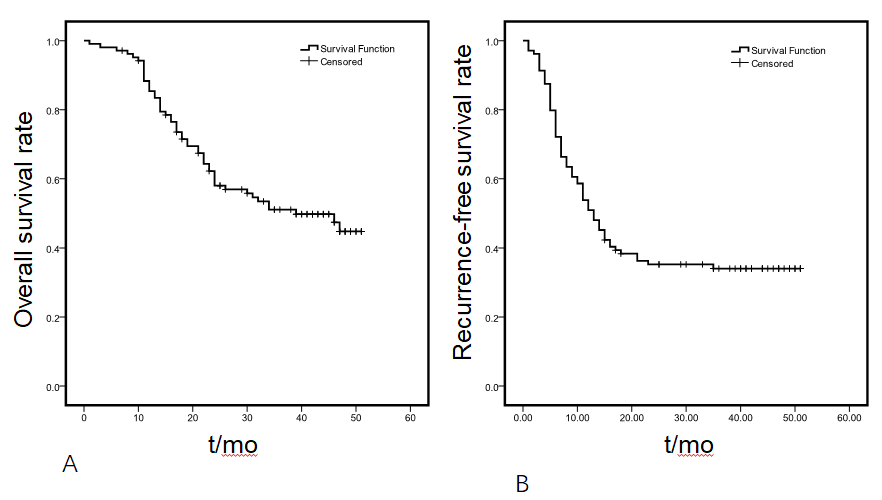 Overall survival rate
1.0
0.8
0.6
0.4
0.2
0.0
Survival Function
Censored
0
10
20
30
40
50
60
t/mo
A
Recurrence-free survival rate
1.0
0.8
0.6
0.4
0.2
0.0
Survival Function
Censored
0.00
10.00
20.00
30.00
40.00
50.00
60.00
t/mo
B